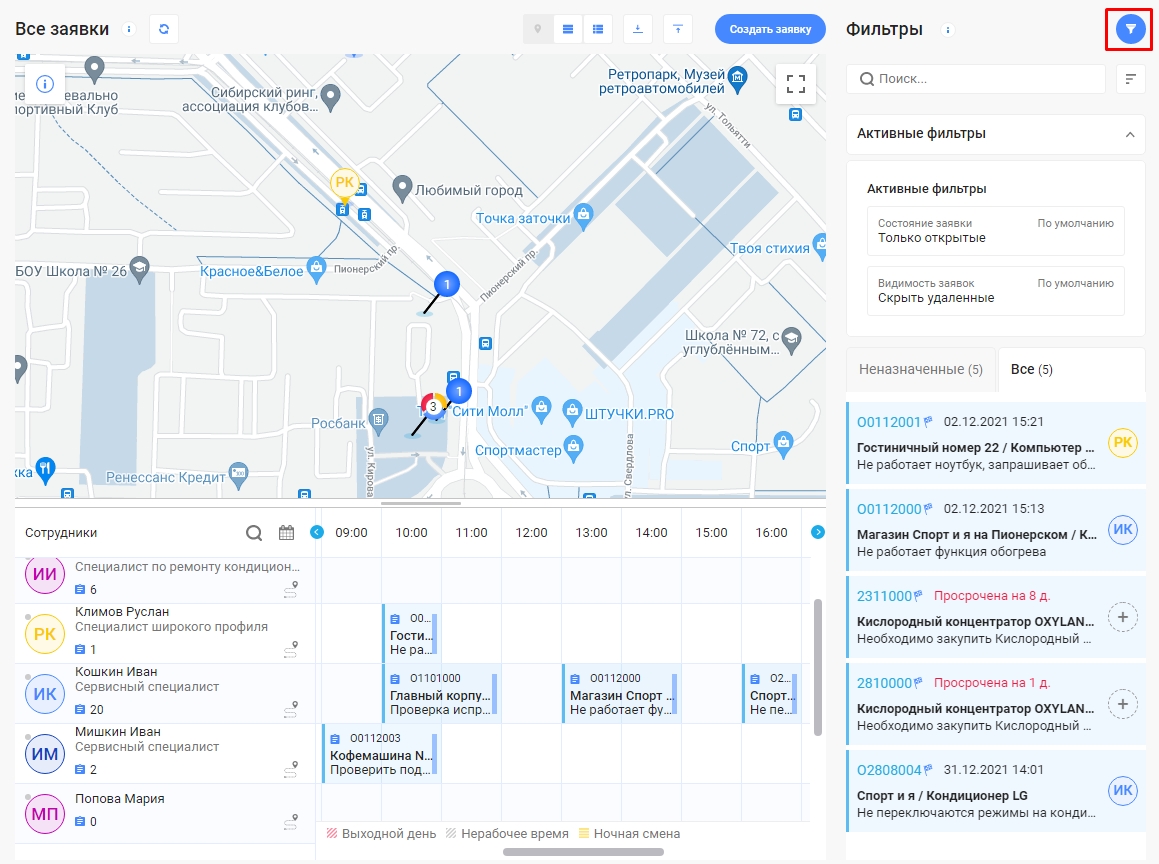 Все заявки
Создать заявку
Фильтры
Поиск...
Активные фильтры
Активные фильтры
Состояние заявки
По умолчанию
Только открытые
Видимость заявок
По умолчанию
Скрыть удаленные
Неназначенные (5)
Все (5)
O0112001
02.12.2021 15:21
Гостиничный номер 22 / Компьютер ...
Не работает ноутбук, запрашивает об...
РК
O0112000
02.12.2021 15:13
Магазин Спорт и я на Пионерском / К...
Не работает функция обогрева
ИК
2311000
Просрочена на 8 д.
Кислородный концентратор OXYLAN...
Необходимо закупить Кислородный ...
2810000
Просрочена на 1 д.
Кислородный концентратор OXYLAN...
Необходимо закупить Кислородный ...
O2808004
31.12.2021 14:01
Спорт и я / Кондиционер LG
Не переключаются режимы на конди...
ИК
Сибирский ринг,
ассоциация клубов...
Ретропарк, Музей
ретроавтомобилей
ул. Тольятти
РК
Любимый город
Точка заточки
Твоя стихия
БОУ Школа № 26
Красное&Белое
Пионерский пр.
Пионерский пр.
1
Школа № 72, с
углублённым...
1
3
"Сити Молл"
ШТУЧКИ.PRO
Росбанк
Спортмастер
Спорт
ул. Кирова
ул. Свердлова
Ренессанс Кредит
Сотрудники
09:00
10:00
11:00
12:00
13:00
14:00
15:00
16:00
ИИ
Специалист по ремонту кондицион...
6
РК
Климов Руслан
Специалист широкого профиля
1
O0...
Гости...
Не ра...
ИК
Кошкин Иван
Сервисный специалист
20
O1101000
Главный корпу...
Проверка испр...
O0112000
Магазин Спорт ...
Не работает фу...
O2...
Спорт...
Не пе...
ИМ
Мишкин Иван
Сервисный специалист
2
O0112003
Кофемашина N...
Проверить под...
МП
Попова Мария
0
Выходной день
Нерабочее время
Ночная смена